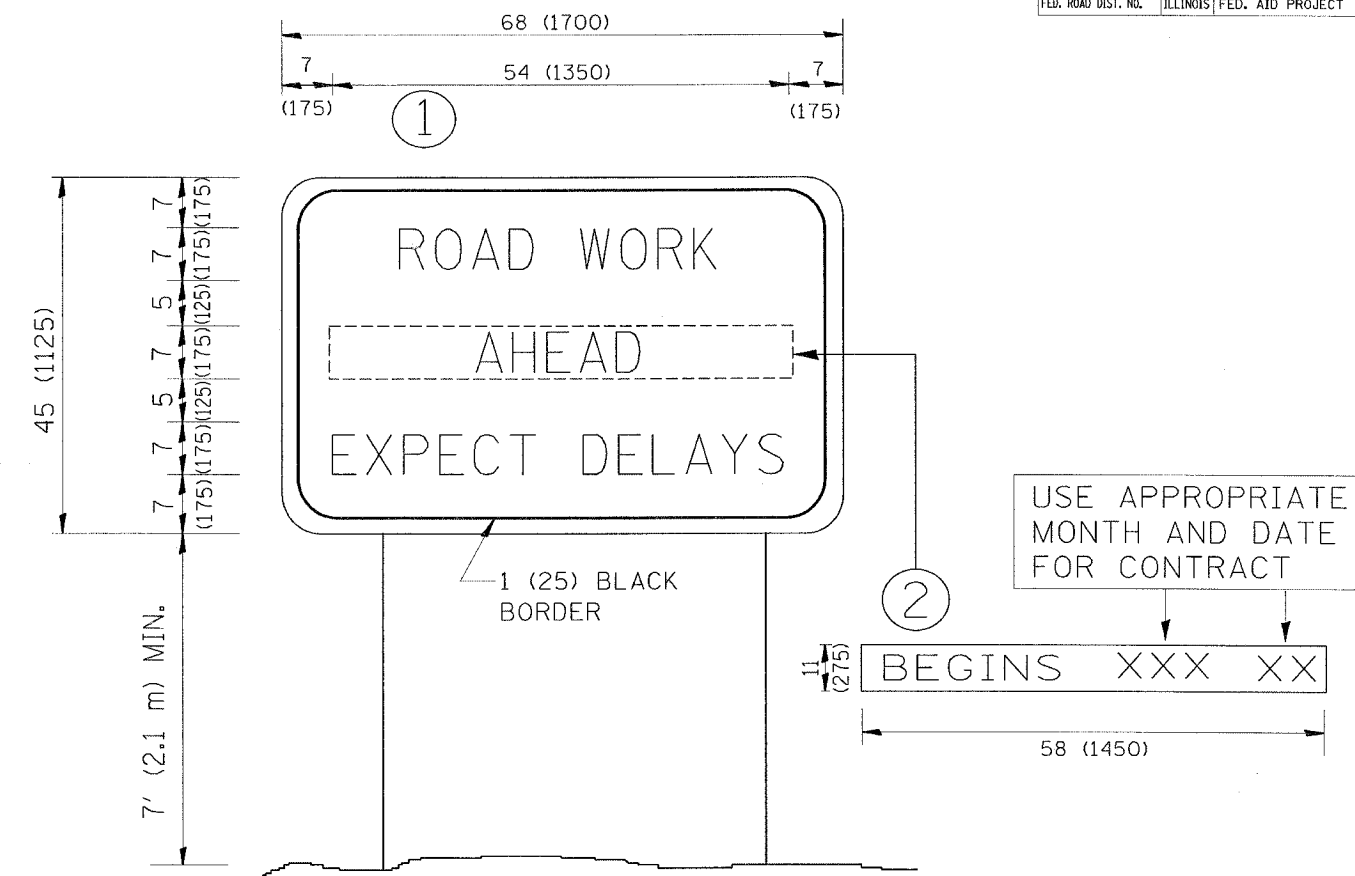 FED. ROAD DIST. NO. ILLINOIS FED. AID PROJECT
68 (1700)
7 54 (1350) 7
(175) (175)
1
7 (175)
7 (175)
5 (125)
7 (175)
5 (125)
7 (175)
7 (175)
45 (1125)
ROAD WORK
AHEAD
EXPECT DELAYS
1 (25) BLACK
BORDER
7' (2.1 m) MIN.
USE APPROPRIATE
MONTH AND DATE
FOR CONTRACT
2
11
(275)
BEGINS XXX XX
58 (1450)